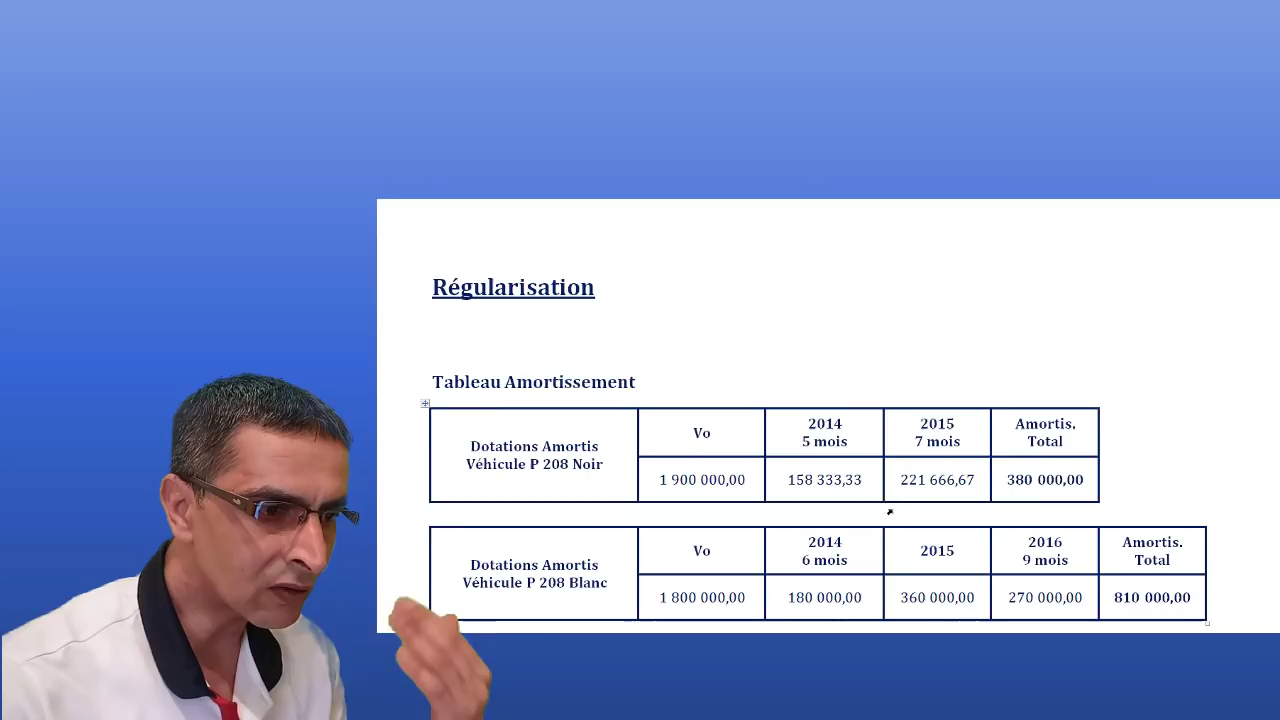 Régularisation
Tableau Amortissement
Dotations Amortis
Véhicule P 208 Noir
Vo
2014
5 mois
2015
7 mois
Amortis.
Total
1 900 000,00
158 333,33
221 666,67
380 000,00
Dotations Amortis
Véhicule P 208 Blanc
Vo
2014
6 mois
2015
2016
9 mois
Amortis.
Total
1 800 000,00
180 000,00
360 000,00
270 000,00
810 000,00